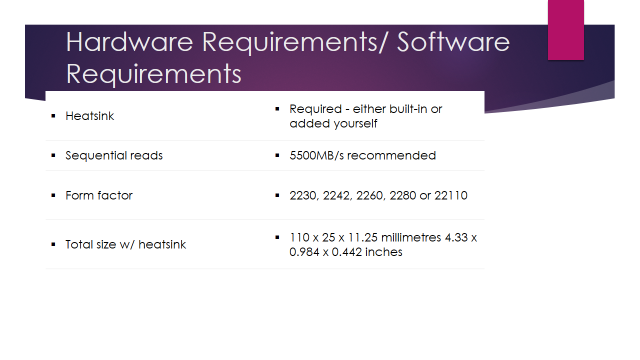 Hardware Requirements/ Software
Requirements
▪ Heatsink
▪ Required - either built-in or
added yourself
▪ Sequential reads
▪ 5500MB/s recommended
▪ Form factor
▪ 2230, 2242, 2260, 2280 or 22110
▪ Total size w/ heatsink
▪ 110 x 25 x 11.25 millimetres 4.33 x
0.984 x 0.442 inches